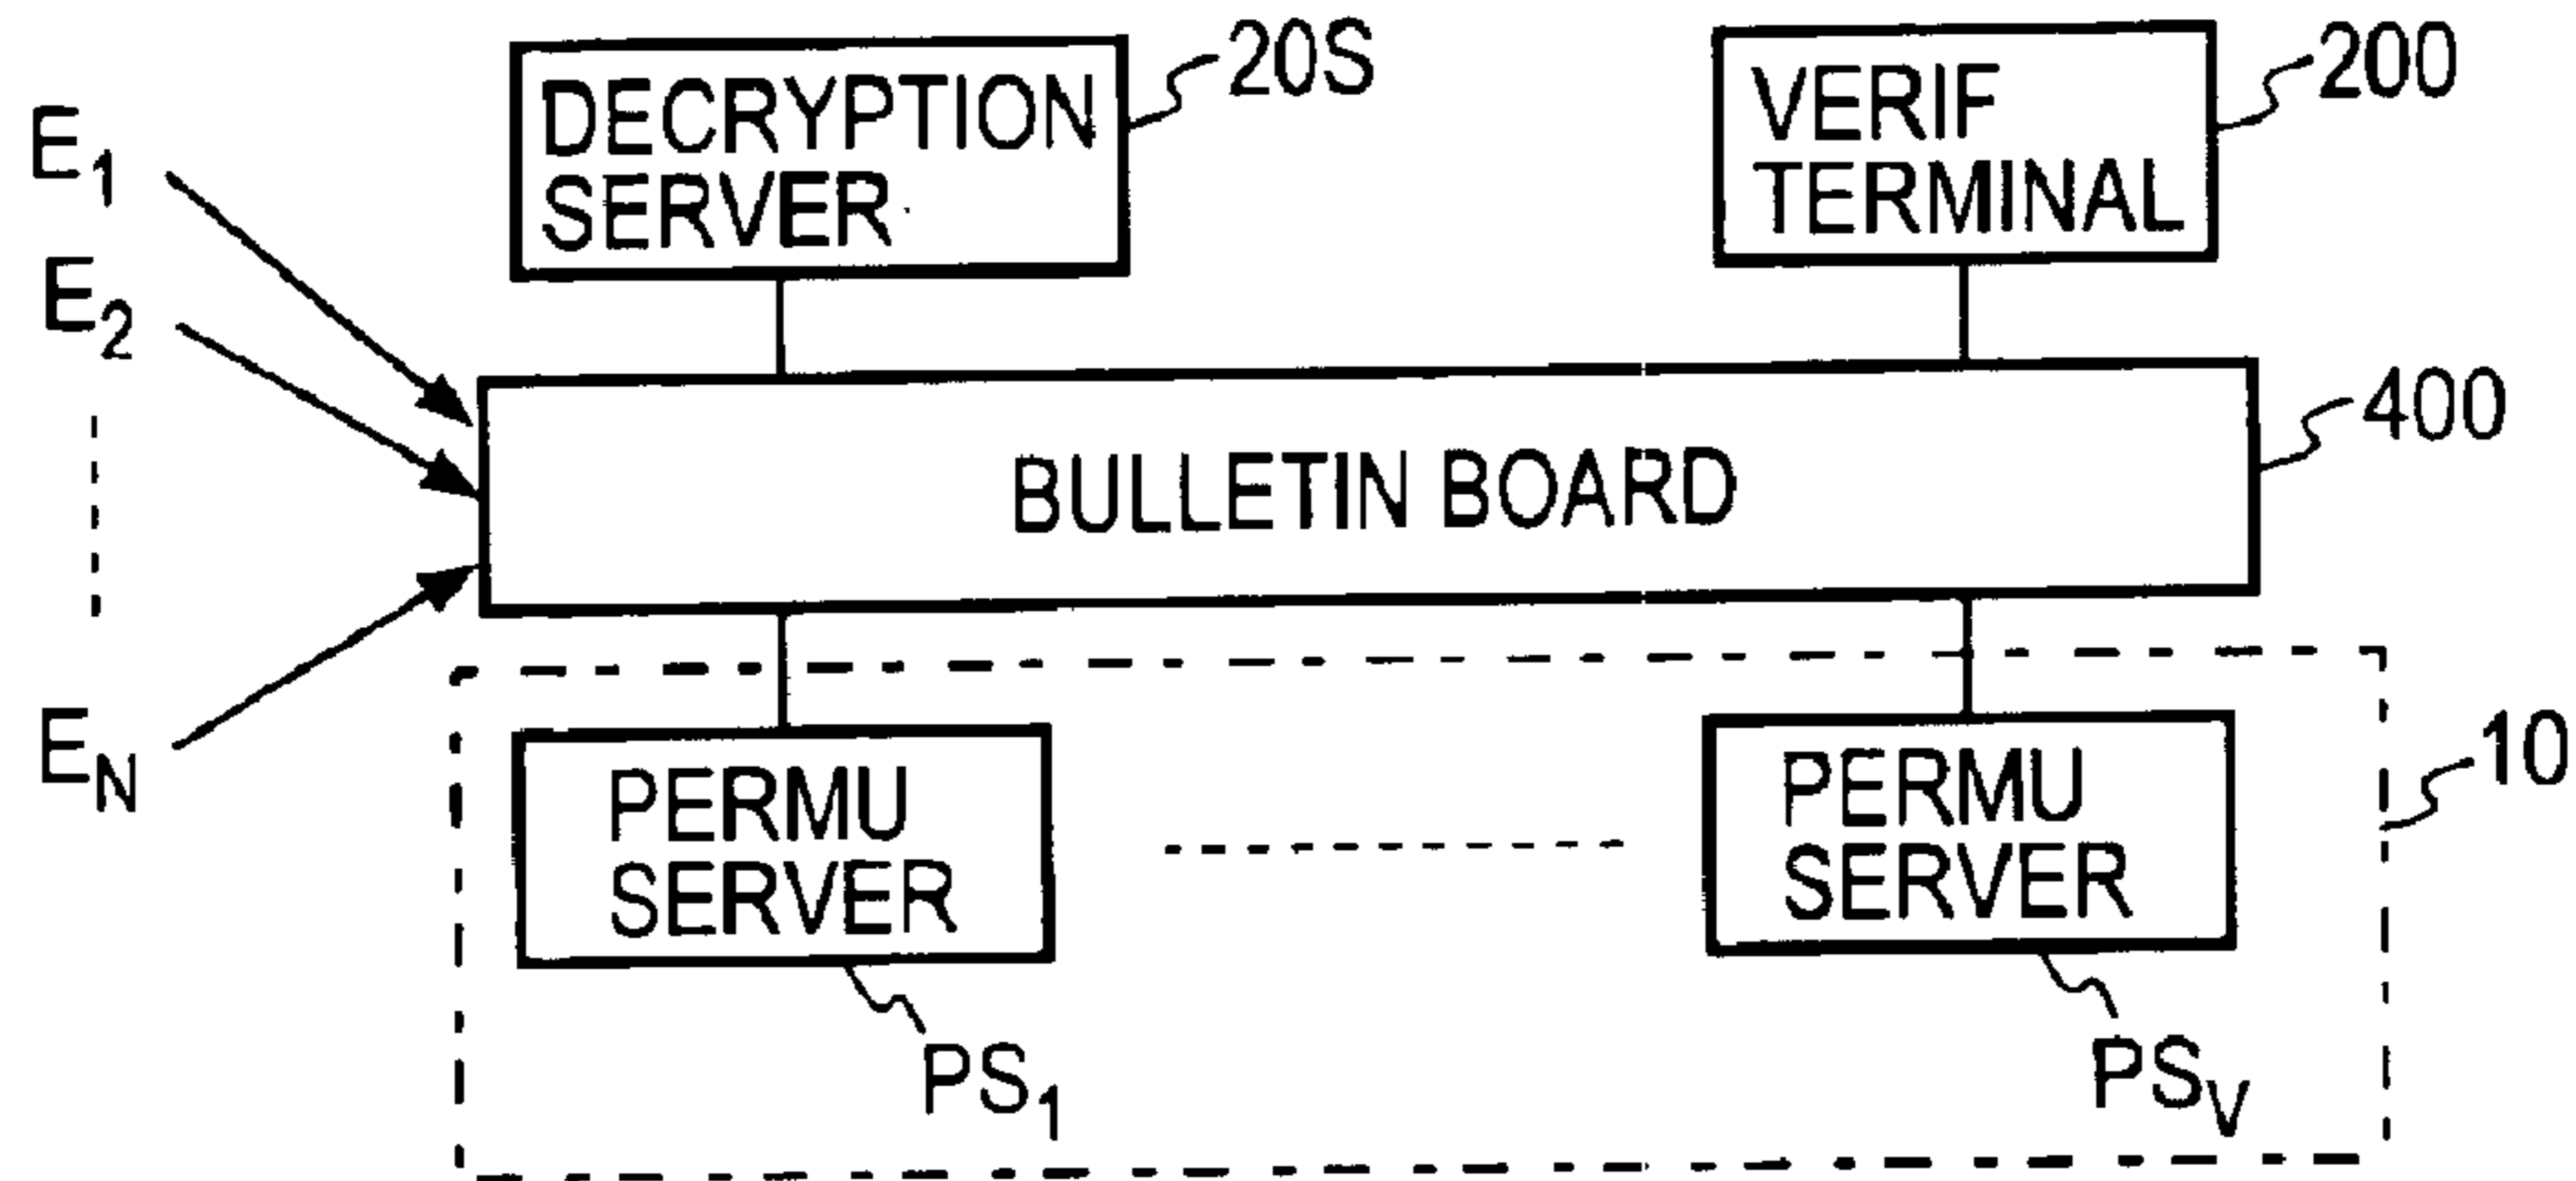 DECRYPTION
SERVER
20S
VERIF
TERMINAL
200
E1
E2
EN
BULLETIN BOARD
400
PERMU
SERVER
PERMU
SERVER
10
PS1
PSV